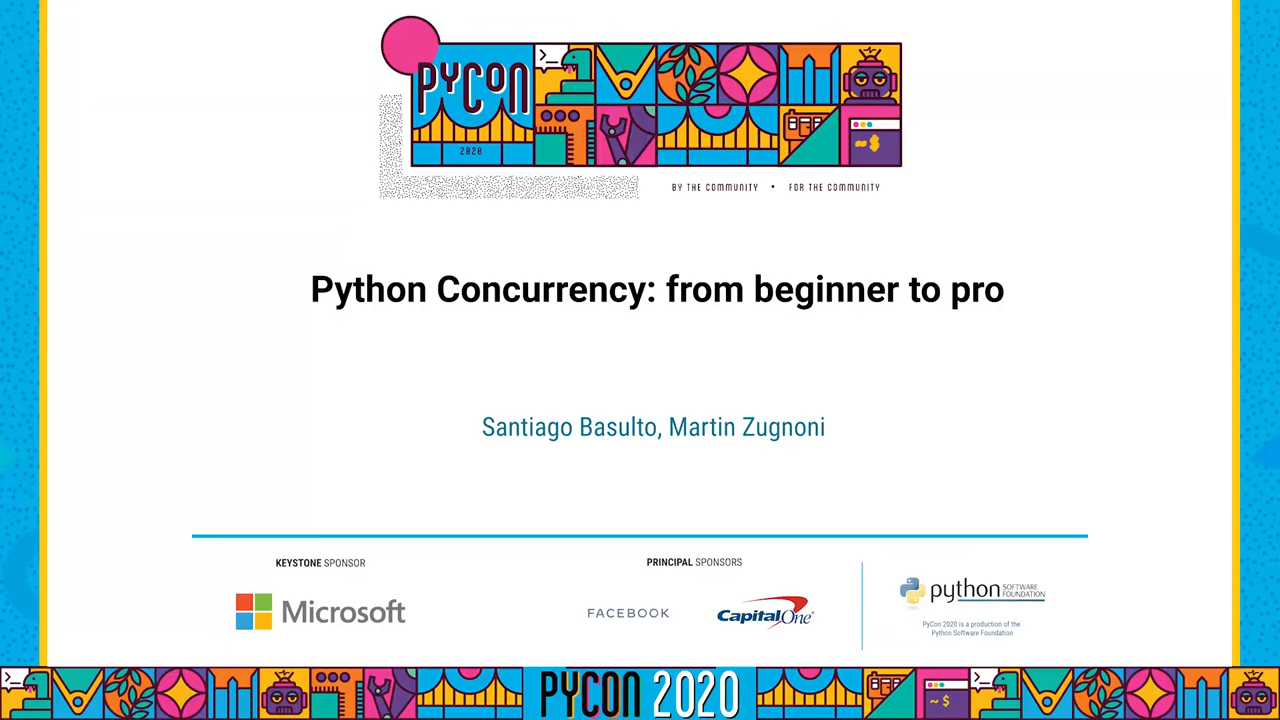 PYCON
2020
~$
BY THE COMMUNITY • FOR THE COMMUNITY
Python Concurrency: from beginner to pro
Santiago Basulto, Martin Zugnoni
KEYSTONE SPONSOR
Microsoft
PRINCIPAL SPONSORS
FACEBOOK
CapitalOne®
python SOFTWARE FOUNDATION
PyCon 2020 is a production of the
Python Software Foundation
PYCON 2020
~$